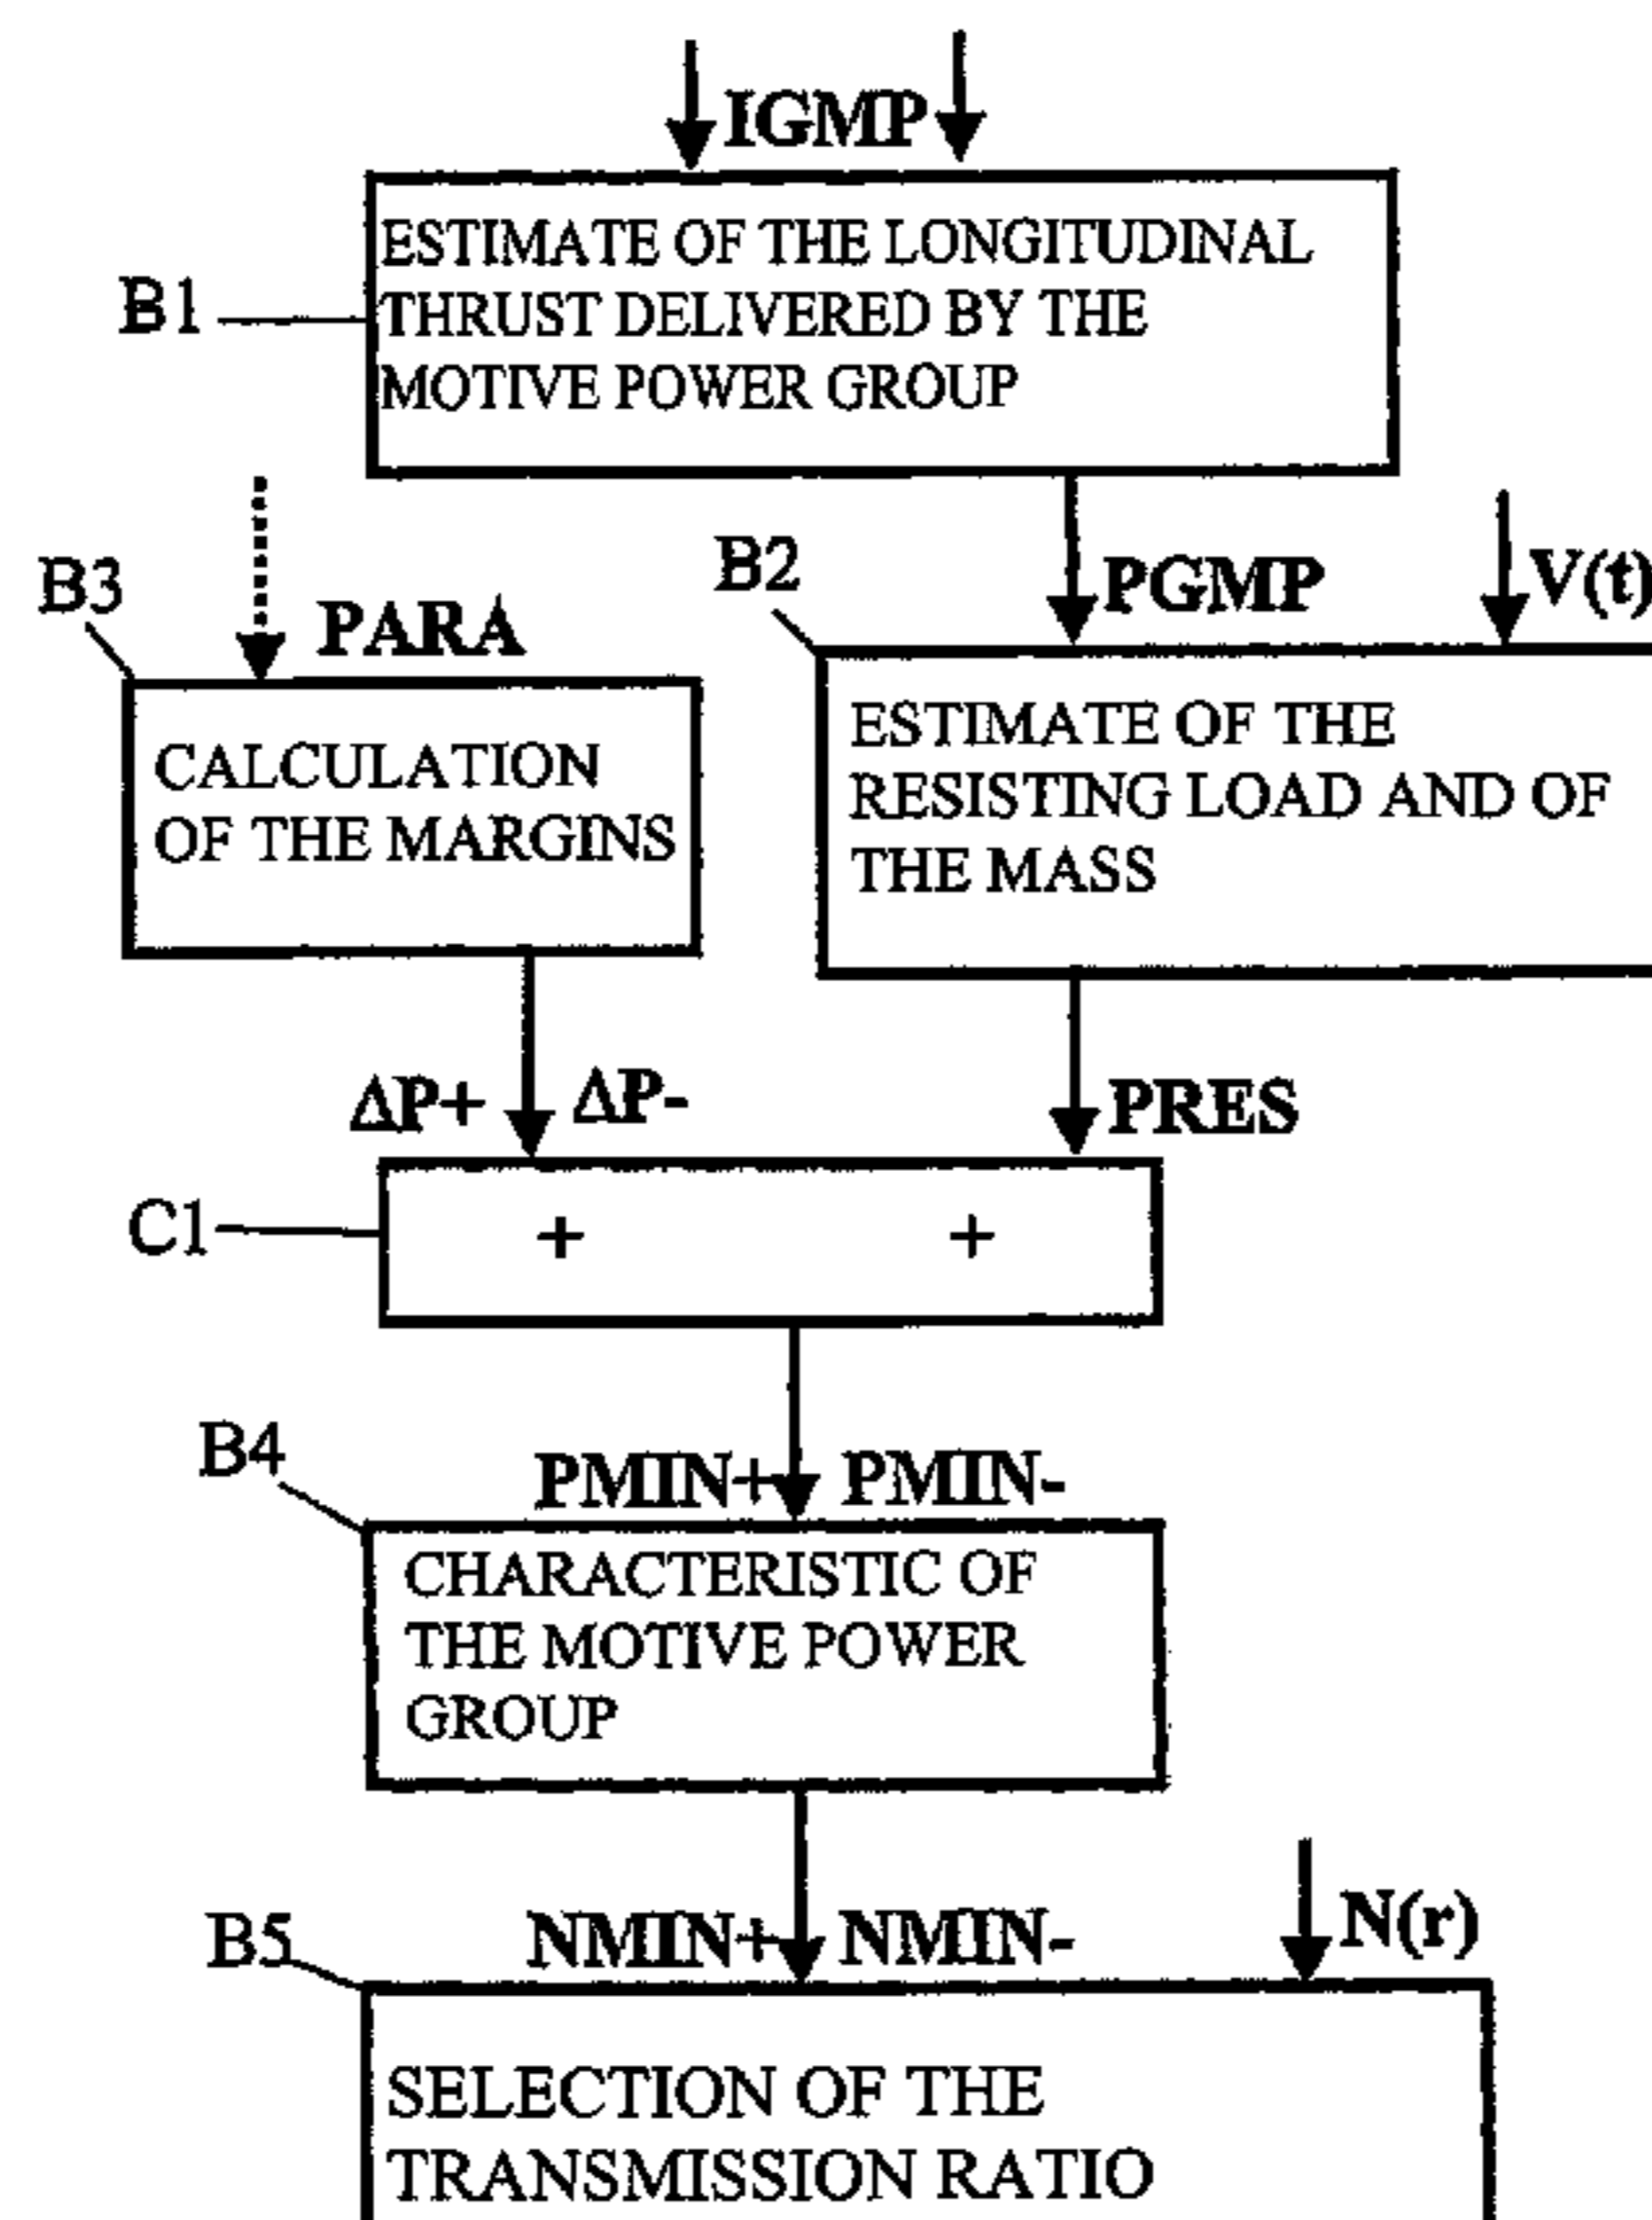 IGMP
B1
ESTIMATE OF THE LONGITUDINAL
THRUST DELIVERED BY THE
MOTIVE POWER GROUP
B3
PARA
B2
PGMP
V(t)
CALCULATION
OF THE MARGINS
ESTIMATE OF THE
RESISTING LOAD AND OF
THE MASS
ΔP+ ΔP-
PRES
C1
+ +
B4
PMIN+ PMIN-
CHARACTERISTIC OF
THE MOTIVE POWER
GROUP
B5
NMIN+ NMIN-
N(r)
SELECTION OF THE
TRANSMISSION RATIO